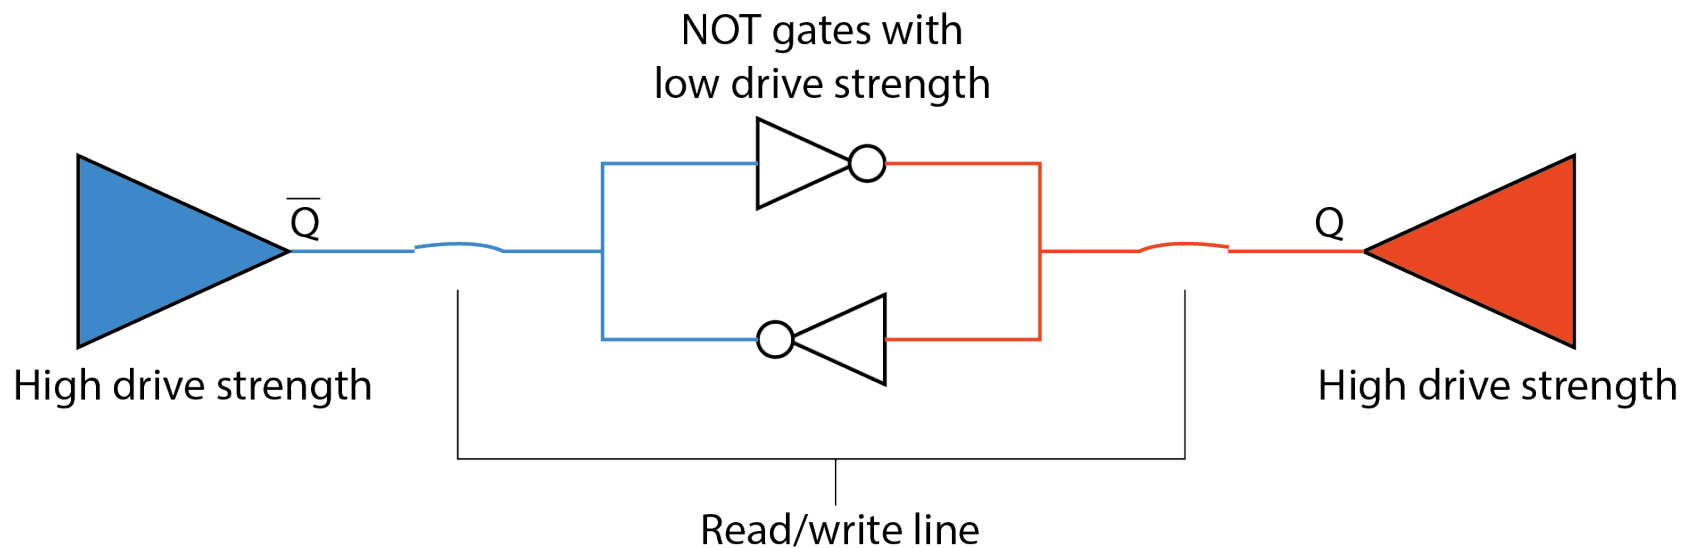 NOT gates with
low drive strength
Q̅
Q
High drive strength
High drive strength
Read/write line